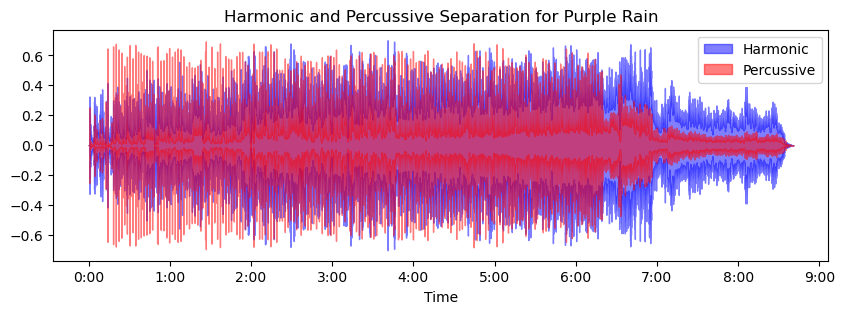 Harmonic and Percussive Separation for Purple Rain
Harmonic
Percussive
0.6
0.4
0.2
0.0
−0.2
−0.4
−0.6
0:00 1:00 2:00 3:00 4:00 5:00 6:00 7:00 8:00 9:00
Time